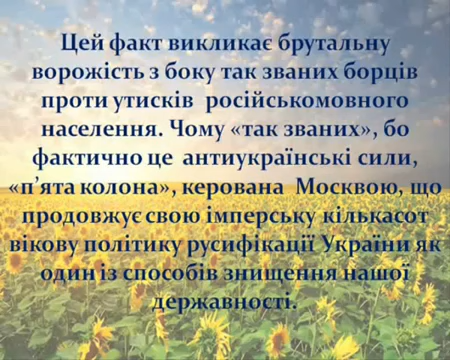 Цей факт викликає брутальну
ворожість з боку так званих борців
проти утисків російськомовного
населення. Чому «так званих», бо
фактично це антиукраїнські сили,
«п’ята колона», керована Москвою, що
продовжує свою імперську кількасот
вікову політику русифікації України як
один із способів знищення нашої
державності.